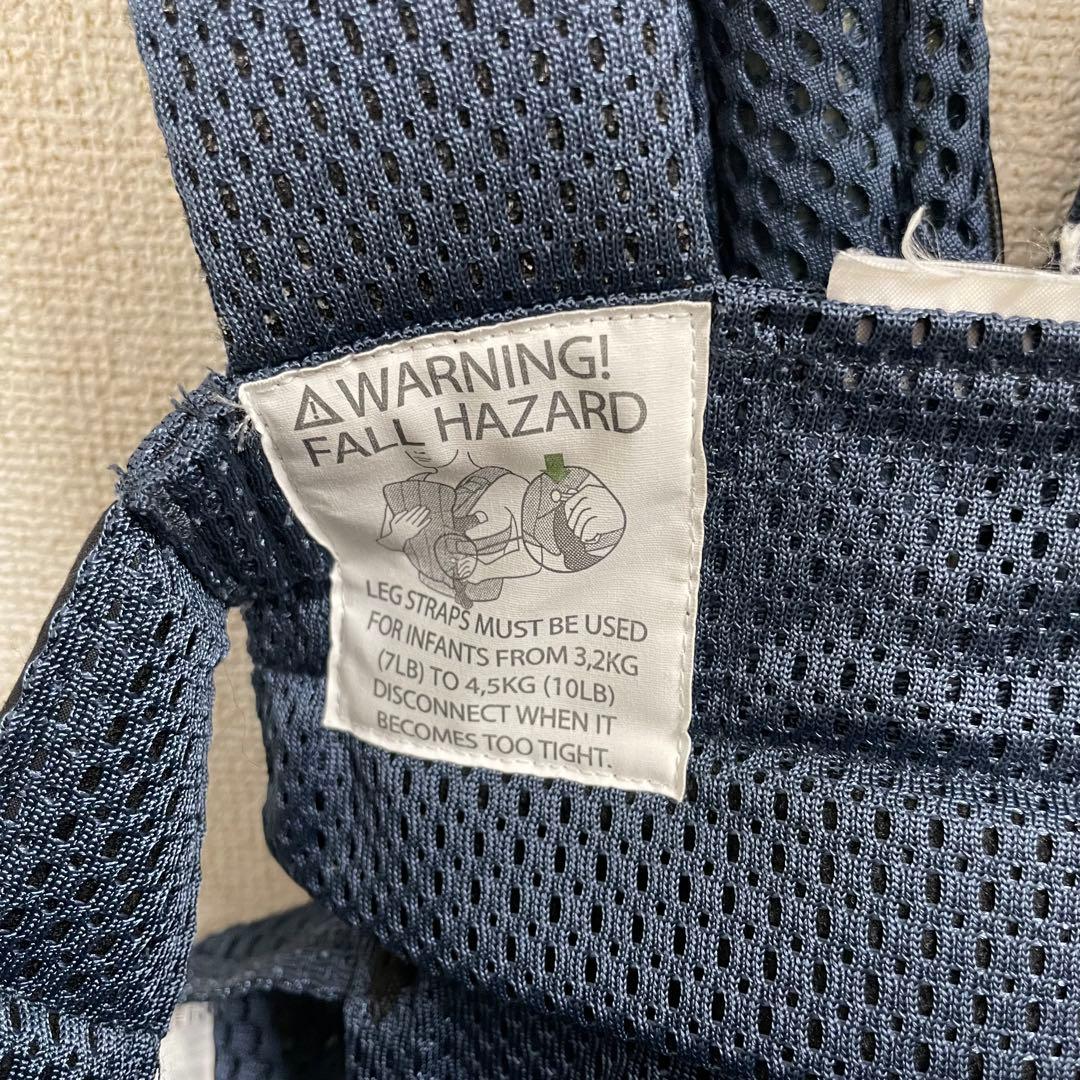 ⚠WARNING!
FALL HAZARD
LEG STRAPS MUST BE USED
FOR INFANTS FROM 3,2KG
(7LB) TO 4,5KG (10LB)
DISCONNECT WHEN IT
BECOMES TOO TIGHT.